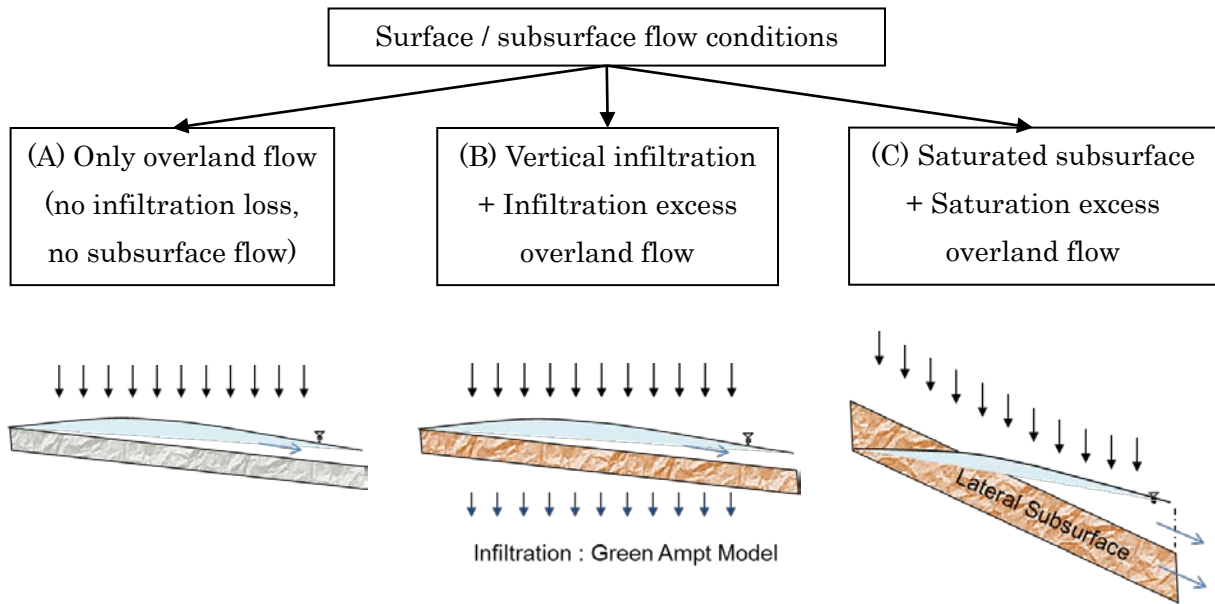 Surface / subsurface flow conditions
(A) Only overland flow
(no infiltration loss,
no subsurface flow)
(B) Vertical infiltration
+ Infiltration excess
overland flow
(C) Saturated subsurface
+ Saturation excess
overland flow
Infiltration : Green Ampt Model
Lateral Subsurface